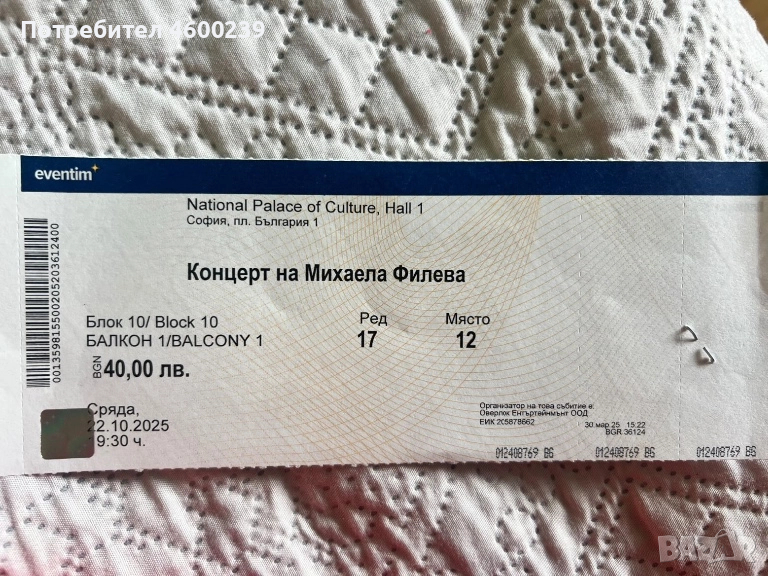 Потребител 4600239
eventim
National Palace of Culture, Hall 1
София, пл. България 1
Концерт на Михаела Филева
Блок 10/ Block 10
БАЛКОН 1/BALCONY 1
Ред
17
Място
12
BGN 40,00 лв.
Сряда,
22.10.2025
19:30 ч.
Организатор на това събитие е:
Оверлок Ентъртейнмънт ООД
ЕИК 205878662
30 мар 25 15:22
BGR 36124
012408769 BG
012408769 BG
012408769 BG
001359815500205203612400
BAZAR